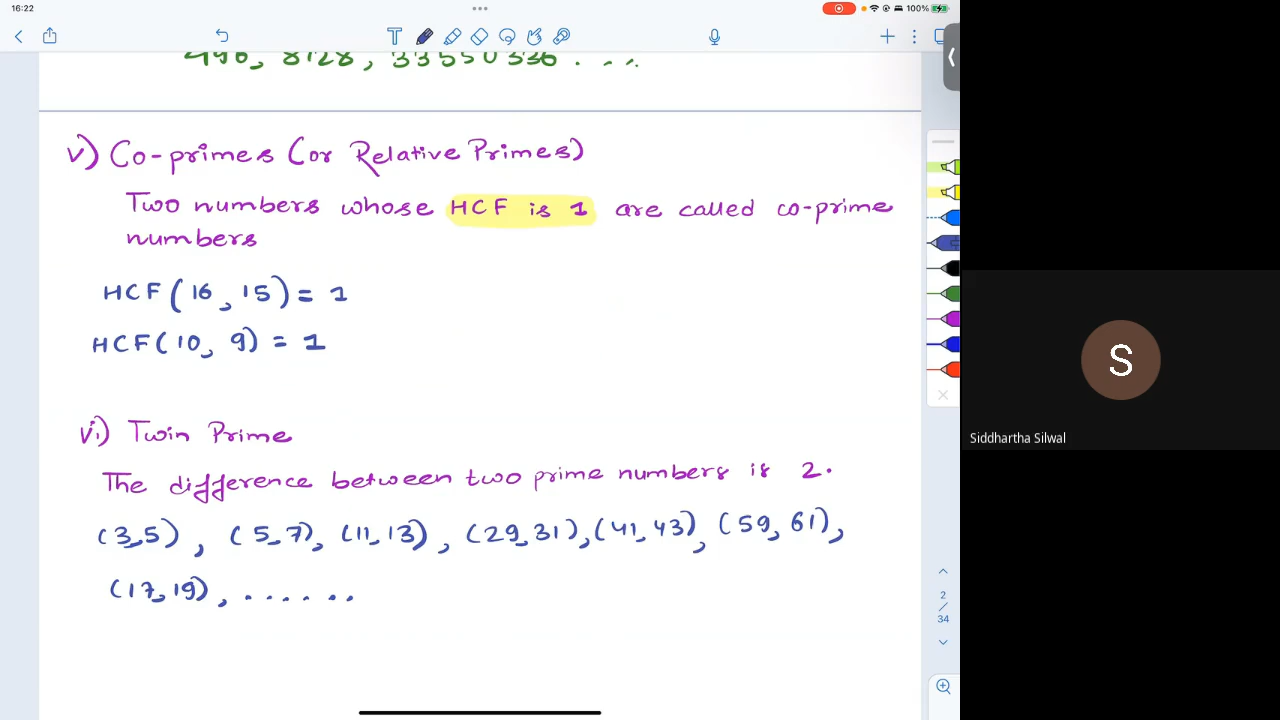 16:22
100%
496, 8128, 33550336 . . . .
v) Co-primes (or Relative Primes)
Two numbers whose HCF is 1 are called co-prime
numbers
HCF(16, 15) = 1
HCF(10, 9) = 1
vi) Twin Prime
The difference between two prime numbers is 2.
(3,5), (5,7), (11,13), (29,31), (41,43), (59,61),
(17,19), . . . . . .
2
/
34
S
Siddhartha Silwal